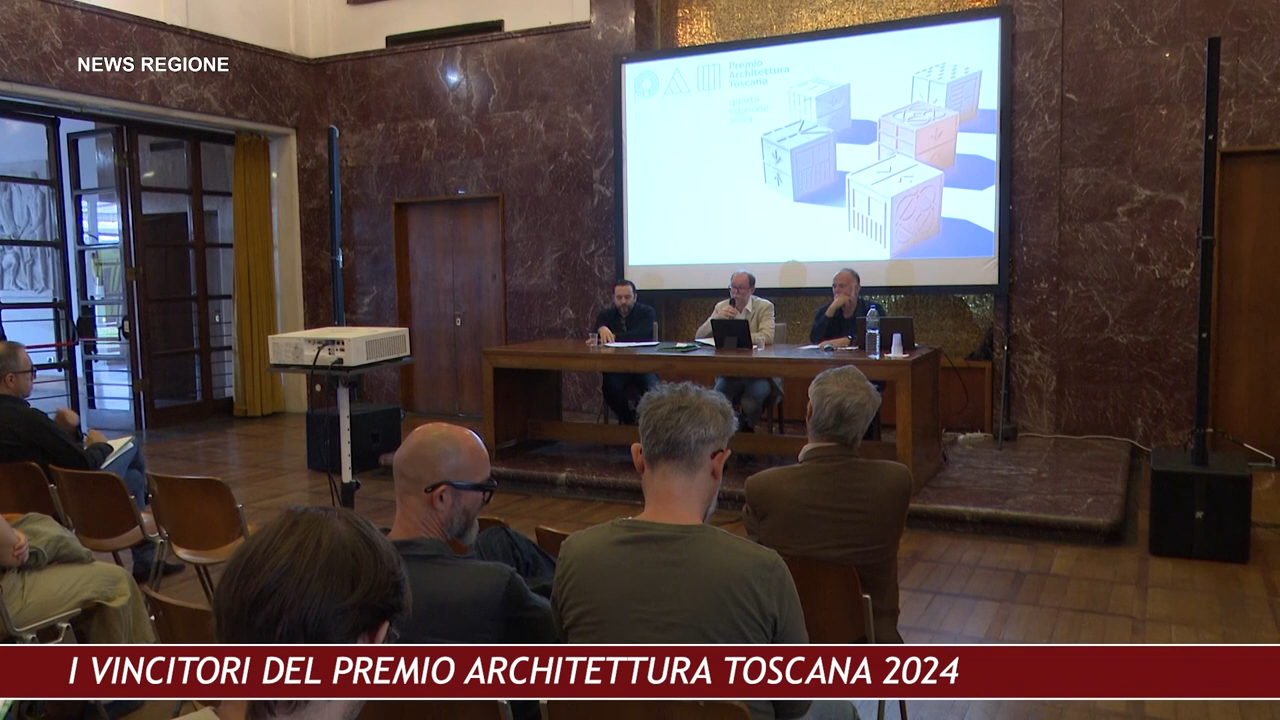 NEWS REGIONE
Premio
Architettura
Toscana
I VINCITORI DEL PREMIO ARCHITETTURA TOSCANA 2024